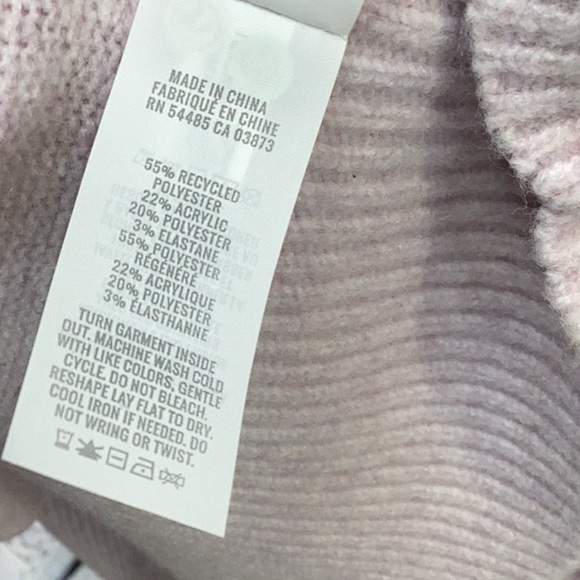 MADE IN CHINA
FABRIQUÉ EN CHINE
RN 54485 CA 03873
55% RECYCLED
POLYESTER
22% ACRYLIC
20% POLYESTER
3% ELASTANE
55% POLYESTER
RÉGÉNÉRÉ
22% ACRYLIQUE
20% POLYESTER
3% ÉLASTHANNE
TURN GARMENT INSIDE
OUT. MACHINE WASH COLD
WITH LIKE COLORS, GENTLE
CYCLE. DO NOT BLEACH.
RESHAPE LAY FLAT TO DRY.
COOL IRON IF NEEDED. DO
NOT WRING OR TWIST.